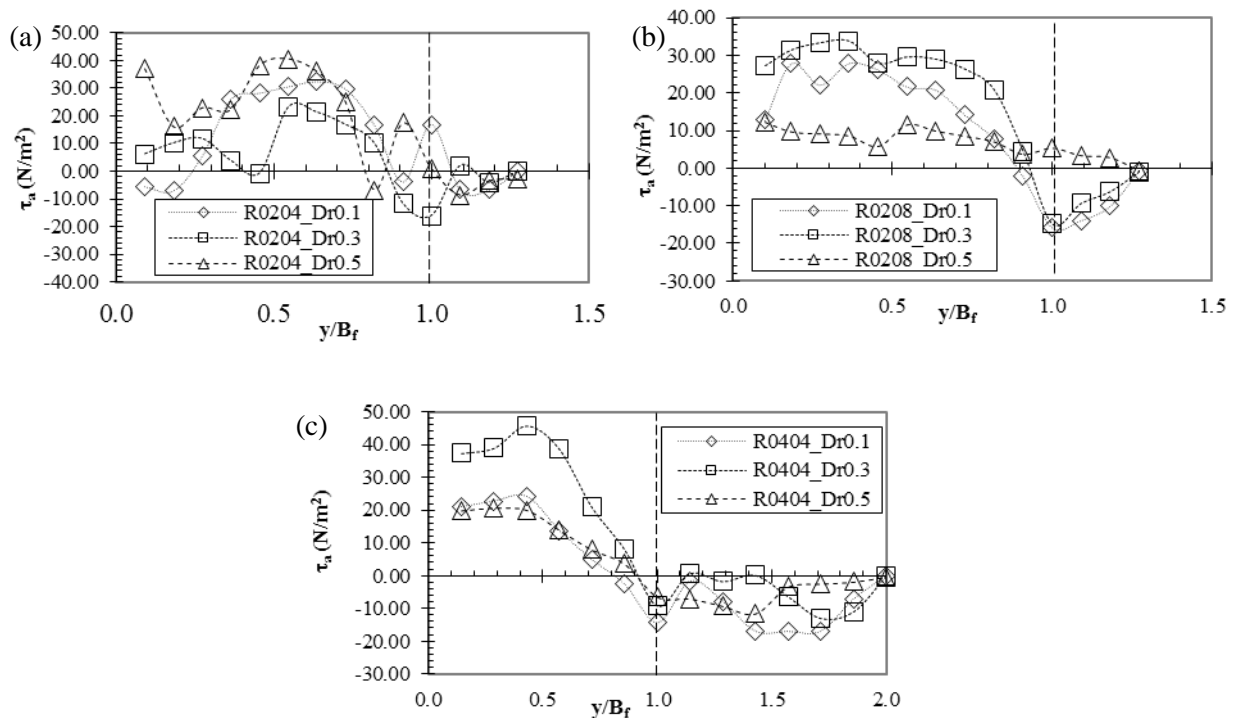 (a)
50.00
40.00
30.00
20.00
10.00
0.00
-10.00
-20.00
-30.00
-40.00
τa (N/m²)
R0204_Dr0.1
R0204_Dr0.3
R0204_Dr0.5
0.0 0.5 1.0 1.5
y/Bf
(b)
40.00
30.00
20.00
10.00
0.00
-10.00
-20.00
-30.00
τa (N/m²)
R0208_Dr0.1
R0208_Dr0.3
R0208_Dr0.5
0.0 0.5 1.0 1.5
y/Bf
(c)
50.00
40.00
30.00
20.00
10.00
0.00
-10.00
-20.00
-30.00
τa (N/m²)
R0404_Dr0.1
R0404_Dr0.3
R0404_Dr0.5
0.0 0.5 1.0 1.5 2.0
y/Bf